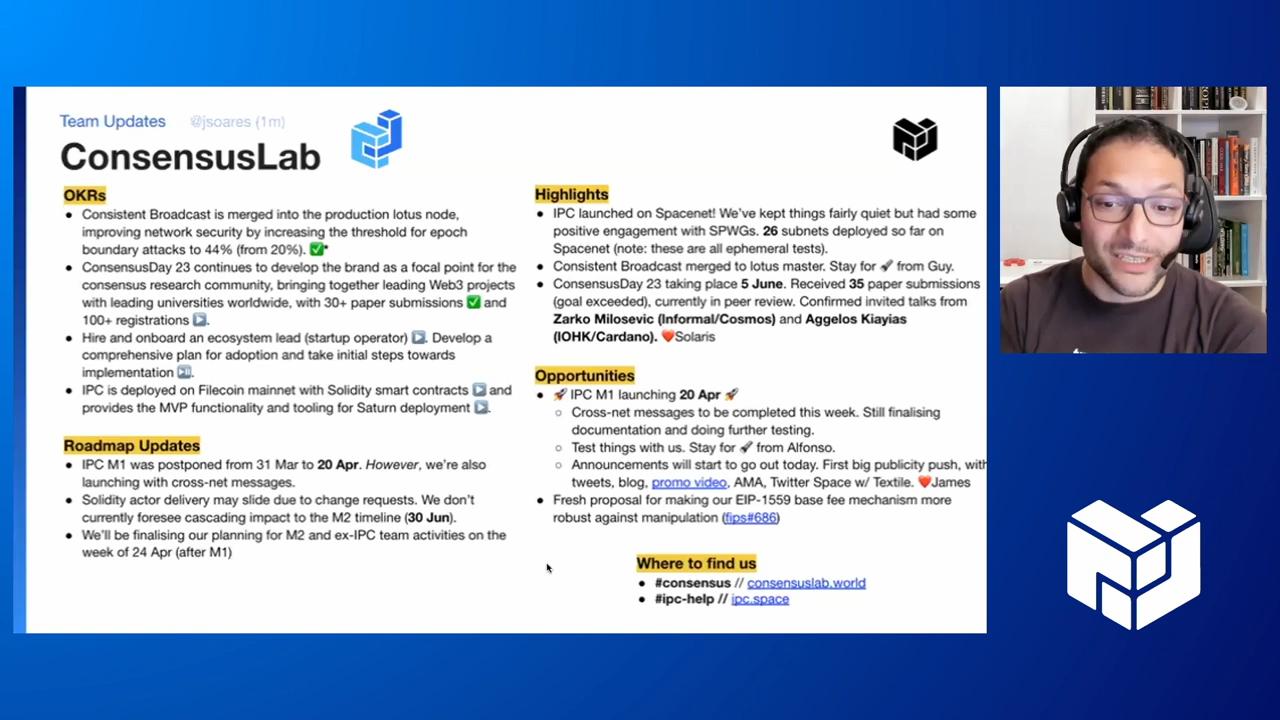 Team Updates @jsoares (1m)
ConsensusLab
OKRs
● Consistent Broadcast is merged into the production lotus node,
improving network security by increasing the threshold for epoch
boundary attacks to 44% (from 20%). ✅*
● ConsensusDay 23 continues to develop the brand as a focal point for the
consensus research community, bringing together leading Web3 projects
with leading universities worldwide, with 30+ paper submissions ✅ and
100+ registrations ▶️.
● Hire and onboard an ecosystem lead (startup operator) ▶️. Develop a
comprehensive plan for adoption and take initial steps towards
implementation ⏯️.
● IPC is deployed on Filecoin mainnet with Solidity smart contracts ▶️ and
provides the MVP functionality and tooling for Saturn deployment ▶️.
Roadmap Updates
● IPC M1 was postponed from 31 Mar to 20 Apr. However, we're also
launching with cross-net messages.
● Solidity actor delivery may slide due to change requests. We don't
currently foresee cascading impact to the M2 timeline (30 Jun).
● We'll be finalising our planning for M2 and ex-IPC team activities on the
week of 24 Apr (after M1)
Highlights
● IPC launched on Spacenet! We've kept things fairly quiet but had some
positive engagement with SPWGs. 26 subnets deployed so far on
Spacenet (note: these are all ephemeral tests).
● Consistent Broadcast merged to lotus master. Stay for 🚀 from Guy.
● ConsensusDay 23 taking place 5 June. Received 35 paper submissions
(goal exceeded), currently in peer review. Confirmed invited talks from
Zarko Milosevic (Informal/Cosmos) and Aggelos Kiayias
(IOHK/Cardano). ❤️Solaris
Opportunities
● 🚀 IPC M1 launching 20 Apr 🚀
○ Cross-net messages to be completed this week. Still finalising
documentation and doing further testing.
○ Test things with us. Stay for 🚀 from Alfonso.
○ Announcements will start to go out today. First big publicity push, with
tweets, blog, promo video, AMA, Twitter Space w/ Textile. ❤️James
● Fresh proposal for making our EIP-1559 base fee mechanism more
robust against manipulation (fips#686)
Where to find us
● #consensus // consensuslab.world
● #ipc-help // ipc.space